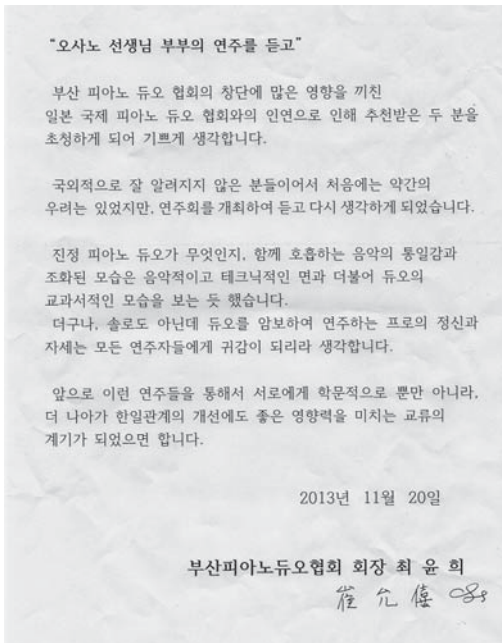 “오사노 선생님 부부의 연주를 듣고”
부산 피아노 듀오 협회의 창단에 많은 영향을 끼친
일본 국제 피아노 듀오 협회와의 인연으로 인해 추천받은 두 분을
초청하게 되어 기쁘게 생각합니다.
국외적으로 잘 알려지지 않은 분들이어서 처음에는 약간의
우려는 있었지만, 연주회를 개최하여 듣고 다시 생각하게 되었습니다.
진정 피아노 듀오가 무엇인지, 함께 호흡하는 음악의 통일감과
조화된 모습은 음악적이고 테크닉적인 면과 더불어 듀오의
교과서적인 모습을 보는 듯 했습니다.
더구나, 솔로도 아닌데 듀오를 암보하여 연주하는 프로의 정신과
자세는 모든 연주자들에게 귀감이 되리라 생각합니다.
앞으로 이런 연주들을 통해서 서로에게 학문적으로 뿐만 아니라,
더 나아가 한일관계의 개선에도 좋은 영향력을 미치는 교류의
계기가 되었으면 합니다.
2013년 11월 20일
부산피아노듀오협회 회장 최 윤 희
崔 允 僖